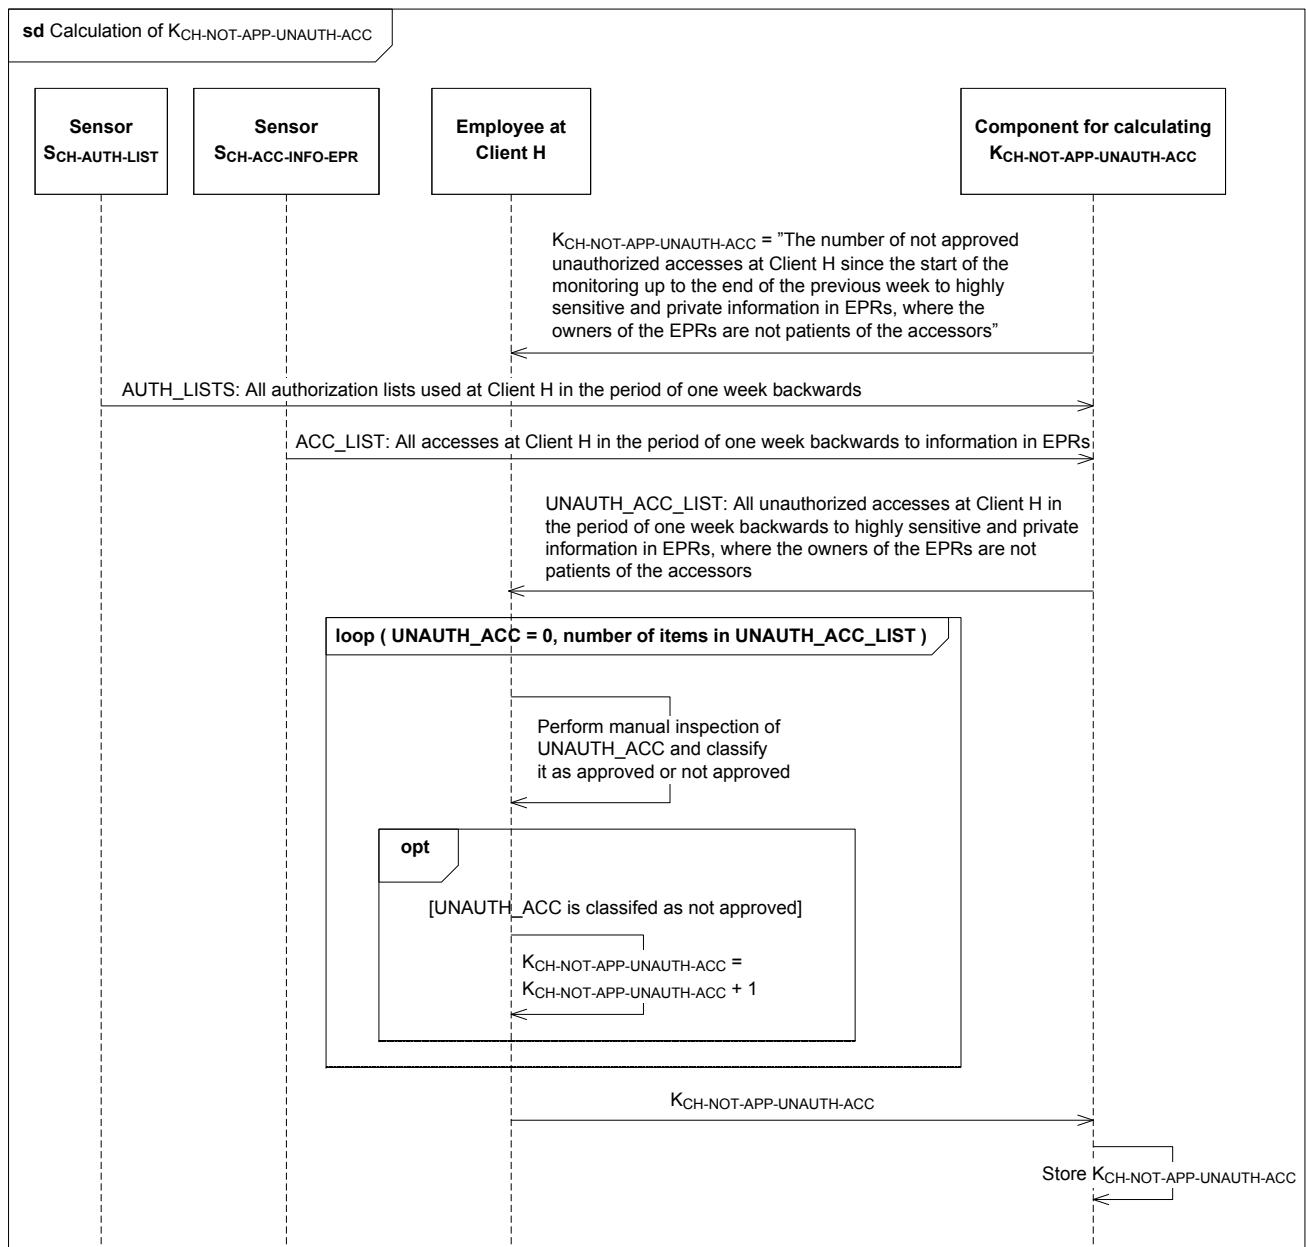 sd Calculation of KCH-NOT-APP-UNAUTH-ACC
Sensor
SCH-AUTH-LIST
Sensor
SCH-ACC-INFO-EPR
Employee at
Client H
Component for calculating
KCH-NOT-APP-UNAUTH-ACC
KCH-NOT-APP-UNAUTH-ACC = ”The number of not approved
unauthorized accesses at Client H since the start of the
monitoring up to the end of the previous week to highly
sensitive and private information in EPRs, where the
owners of the EPRs are not patients of the accessors”
AUTH_LISTS: All authorization lists used at Client H in the period of one week backwards
ACC_LIST: All accesses at Client H in the period of one week backwards to information in EPRs
UNAUTH_ACC_LIST: All unauthorized accesses at Client H in
the period of one week backwards to highly sensitive and private
information in EPRs, where the owners of the EPRs are not
patients of the accessors
loop ( UNAUTH_ACC = 0, number of items in UNAUTH_ACC_LIST )
Perform manual inspection of
UNAUTH_ACC and classify
it as approved or not approved
opt
[UNAUTH_ACC is classifed as not approved]
KCH-NOT-APP-UNAUTH-ACC =
KCH-NOT-APP-UNAUTH-ACC + 1
KCH-NOT-APP-UNAUTH-ACC
Store KCH-NOT-APP-UNAUTH-ACC